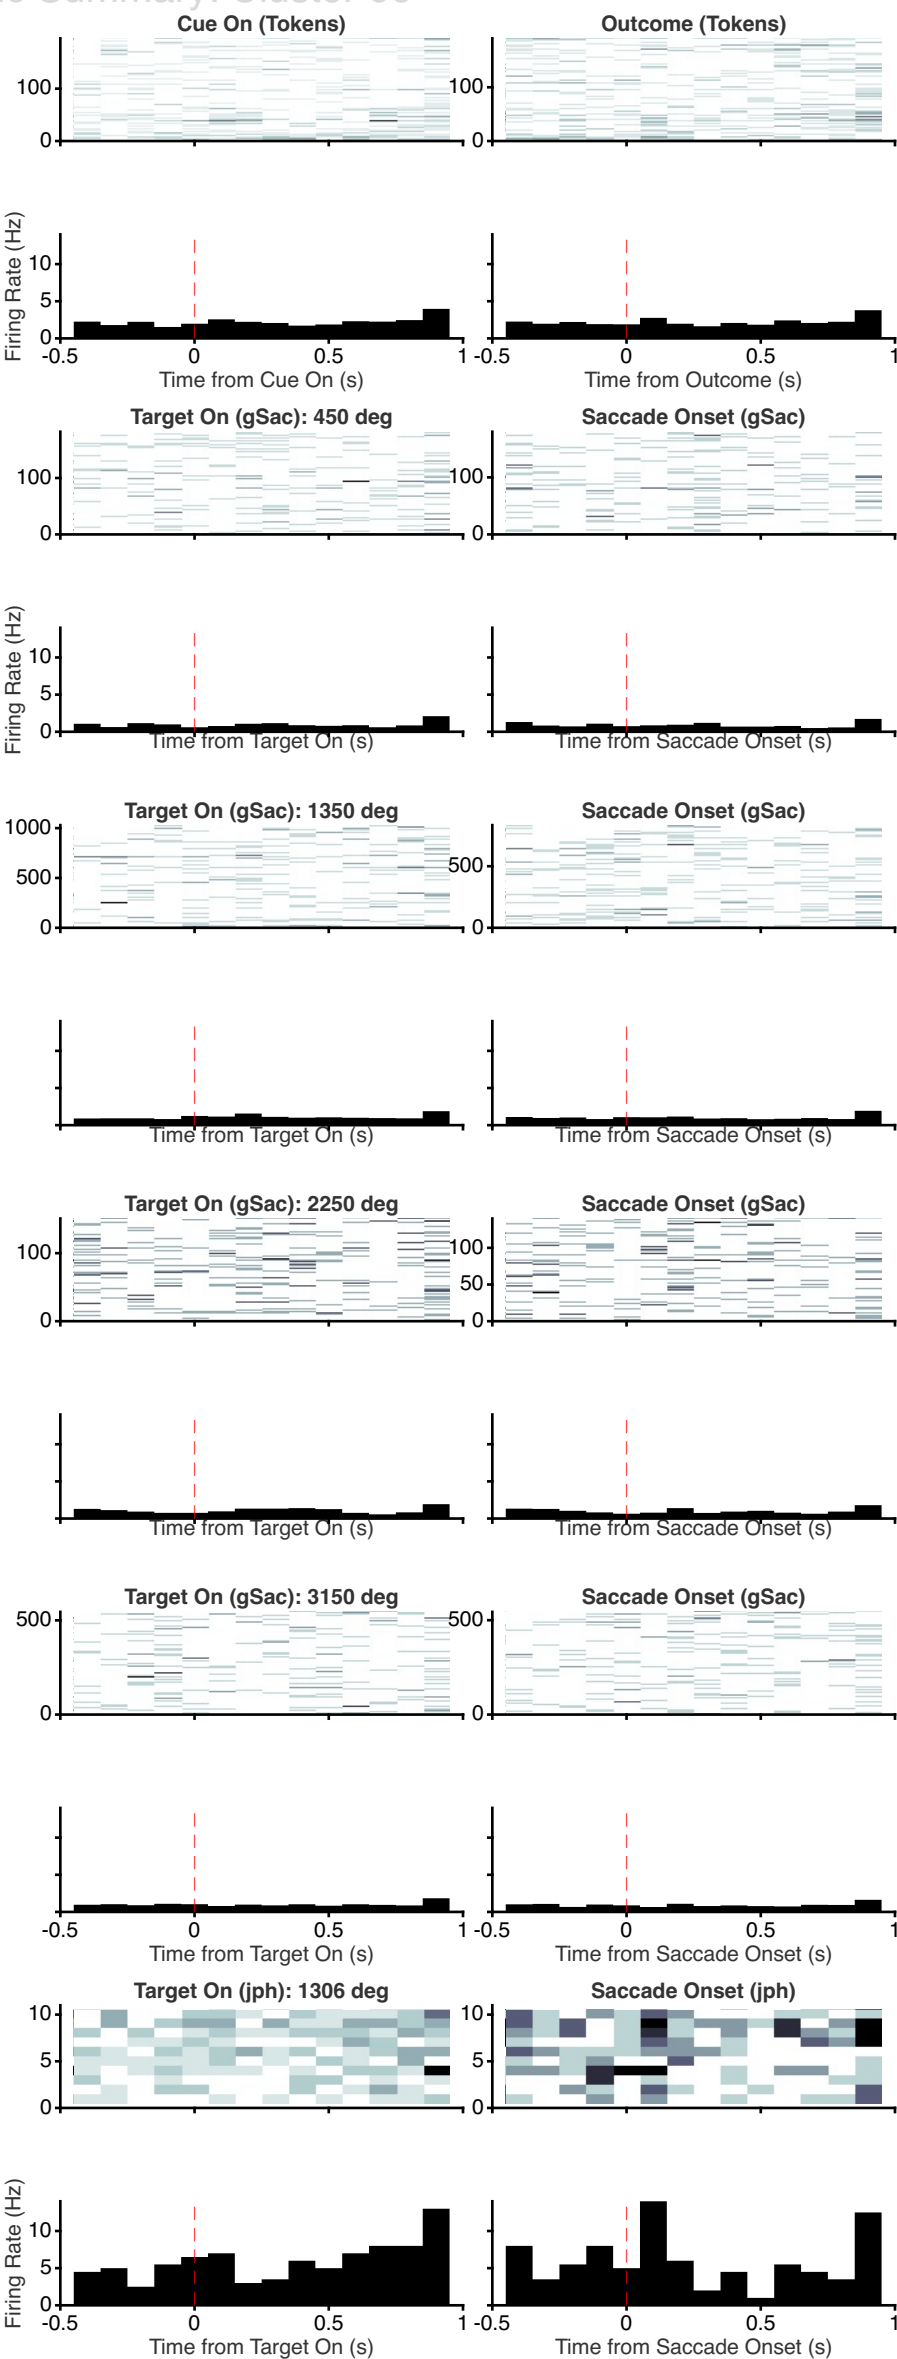 Summary: Cluster
Cue On (Tokens) Outcome (Tokens)
100 100
0 0
Firing Rate (Hz)
10
5
0
-0.5 0 0.5 1 -0.5 0 0.5 1
Time from Cue On (s) Time from Outcome (s)
Target On (gSac): 450 deg Saccade Onset (gSac)
100 100
0 0
Firing Rate (Hz)
10
5
0
Time from Target On (s) Time from Saccade Onset (s)
Target On (gSac): 1350 deg Saccade Onset (gSac)
1000
500 500
0 0
Time from Target On (s) Time from Saccade Onset (s)
Target On (gSac): 2250 deg Saccade Onset (gSac)
100 100
50
0 0
Time from Target On (s) Time from Saccade Onset (s)
Target On (gSac): 3150 deg Saccade Onset (gSac)
500 500
0 0
-0.5 0 0.5 1 -0.5 0 0.5 1
Time from Target On (s) Time from Saccade Onset (s)
Target On (jph): 1306 deg Saccade Onset (jph)
10 10
5 5
0 0
Firing Rate (Hz)
10
5
0
-0.5 0 0.5 1 -0.5 0 0.5 1
Time from Target On (s) Time from Saccade Onset (s)